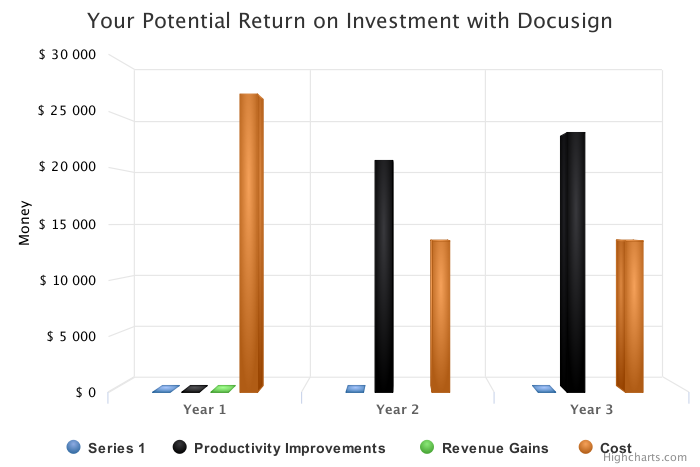 Your Potential Return on Investment with Docusign
$ 30 000
$ 25 000
$ 20 000
$ 15 000
$ 10 000
$ 5 000
$ 0
Money
Year 1
Year 2
Year 3
Series 1
Productivity Improvements
Revenue Gains
Cost
Highcharts.com